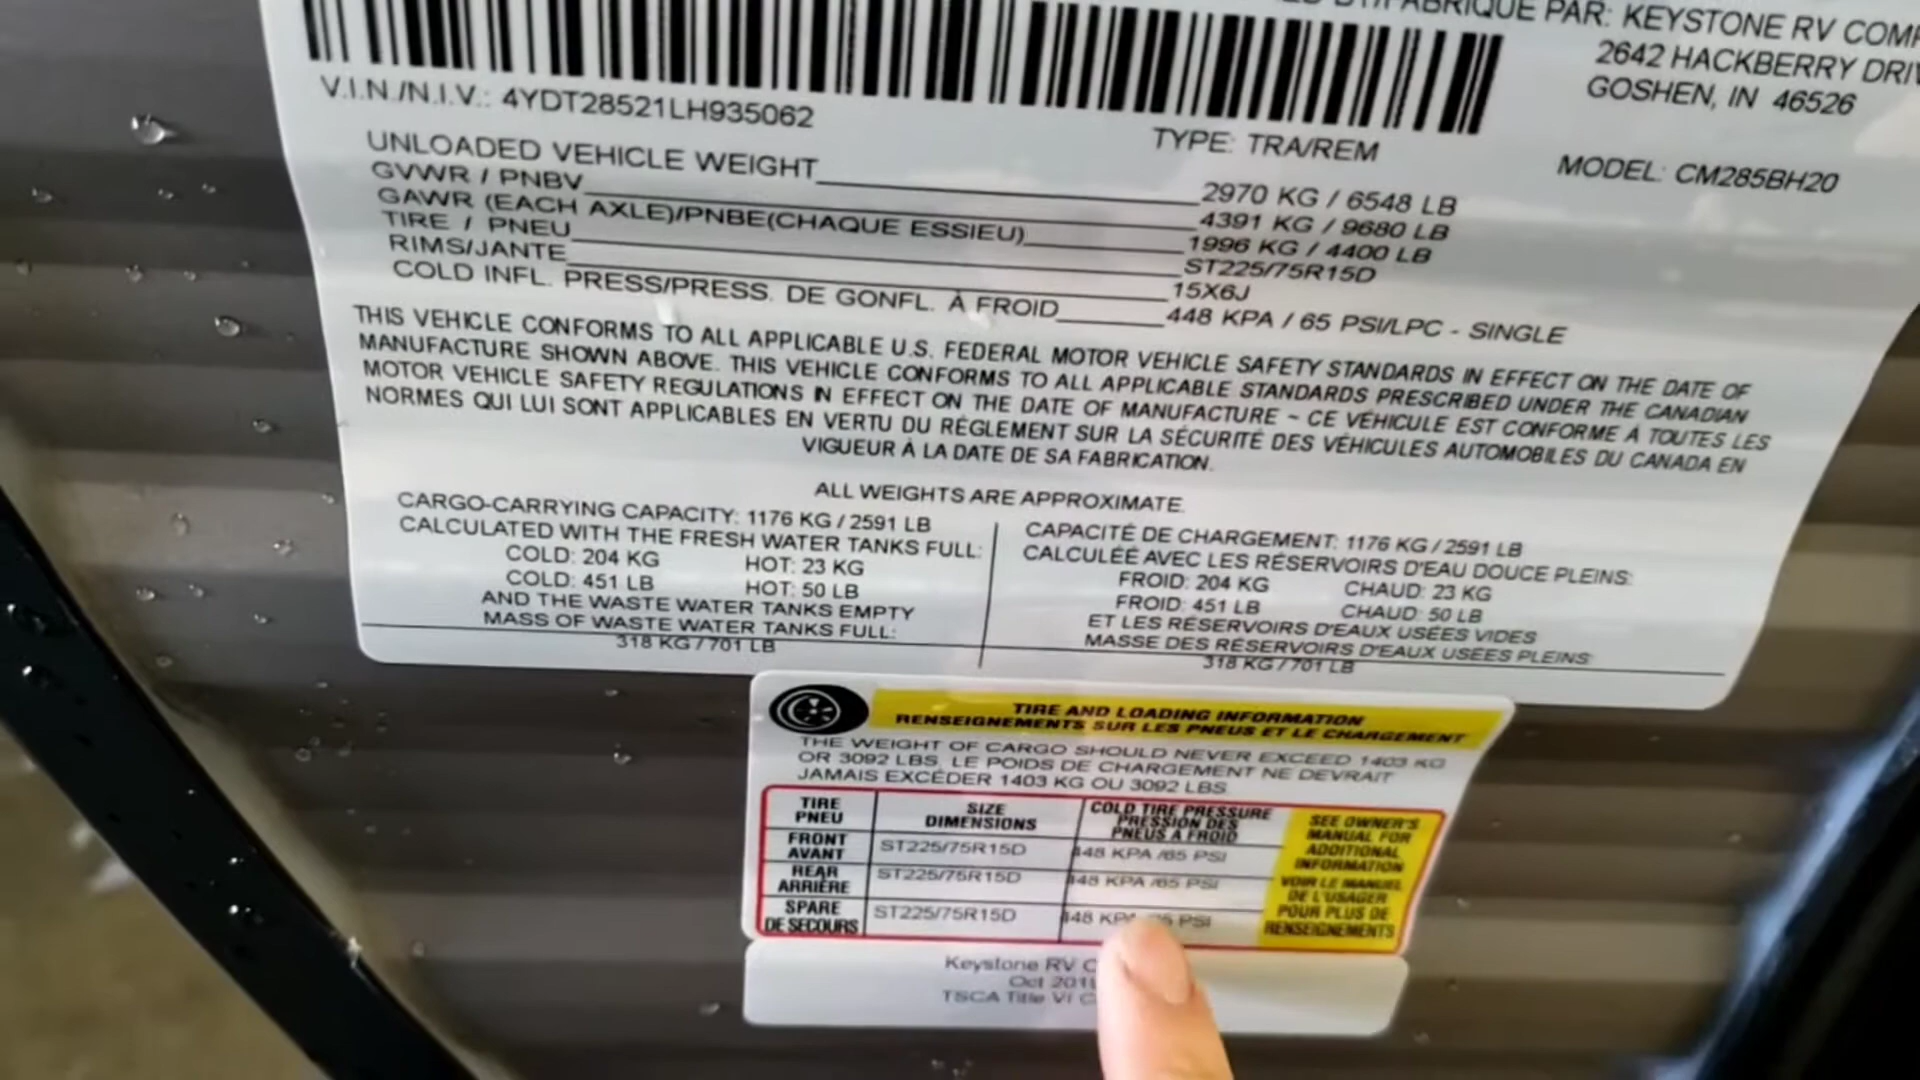 PAR: KEYSTONE RV
2642 HACKBERRY
GOSHEN, IN 46526
V.I.N./N.I.V.: 4YDT28521LH935062
TYPE: TRA/REM
MODEL: CM285BH20
UNLOADED VEHICLE WEIGHT 2970 KG / 6548 LB
GVWR / PNBV 4391 KG / 9680 LB
GAWR (EACH AXLE)/PNBE(CHAQUE ESSIEU) 1996 KG / 4400 LB
TIRE / PNEU ST225/75R15D
RIMS/JANTE 15X6J
COLD INFL. PRESS/PRESS. DE GONFL. À FROID 448 KPA / 65 PSI/LPC - SINGLE
THIS VEHICLE CONFORMS TO ALL APPLICABLE U.S. FEDERAL MOTOR VEHICLE SAFETY STANDARDS IN EFFECT ON THE DATE OF
MANUFACTURE SHOWN ABOVE. THIS VEHICLE CONFORMS TO ALL APPLICABLE STANDARDS PRESCRIBED UNDER THE CANADIAN
MOTOR VEHICLE SAFETY REGULATIONS IN EFFECT ON THE DATE OF MANUFACTURE ~ CE VÉHICULE EST CONFORME À TOUTES LES
NORMES QUI LUI SONT APPLICABLES EN VERTU DU RÉGLEMENT SUR LA SÉCURITÉ DES VÉHICULES AUTOMOBILES DU CANADA EN
VIGUEUR À LA DATE DE SA FABRICATION.
ALL WEIGHTS ARE APPROXIMATE.
CARGO-CARRYING CAPACITY: 1176 KG / 2591 LB
CALCULATED WITH THE FRESH WATER TANKS FULL:
COLD: 204 KG HOT: 23 KG
COLD: 451 LB HOT: 50 LB
AND THE WASTE WATER TANKS EMPTY
MASS OF WASTE WATER TANKS FULL:
318 KG / 701 LB
CAPACITÉ DE CHARGEMENT: 1176 KG / 2591 LB
CALCULÉE AVEC LES RÉSERVOIRS D'EAU DOUCE PLEINS:
FROID: 204 KG CHAUD: 23 KG
FROID: 451 LB CHAUD: 50 LB
ET LES RÉSERVOIRS D'EAUX USÉES VIDES
MASSE DES RÉSERVOIRS D'EAUX USÉES PLEINS:
318 KG / 701 LB
TIRE AND LOADING INFORMATION
RENSEIGNEMENTS SUR LES PNEUS ET LE CHARGEMENT
THE WEIGHT OF CARGO SHOULD NEVER EXCEED 1403 KG
OR 3092 LBS, LE POIDS DE CHARGEMENT NE DEVRAIT
JAMAIS EXCÉDER 1403 KG OU 3092 LBS
TIRE
PNEU
SIZE
DIMENSIONS
COLD TIRE PRESSURE
PRESSION DES
PNEUS A FROID
FRONT
AVANT
ST225/75R15D
448 KPA /65 PSI
REAR
ARRIÈRE
ST225/75R15D
448 KPA /65 PSI
SPARE
DE SECOURS
ST225/75R15D
448 PSI
SEE OWNER'S
MANUAL FOR
ADDITIONAL
INFORMATION
VOIR LE MANUEL
DE L'USAGER
POUR PLUS DE
RENSEIGNEMENTS
Keystone RV
Oct
TSCA Title VI